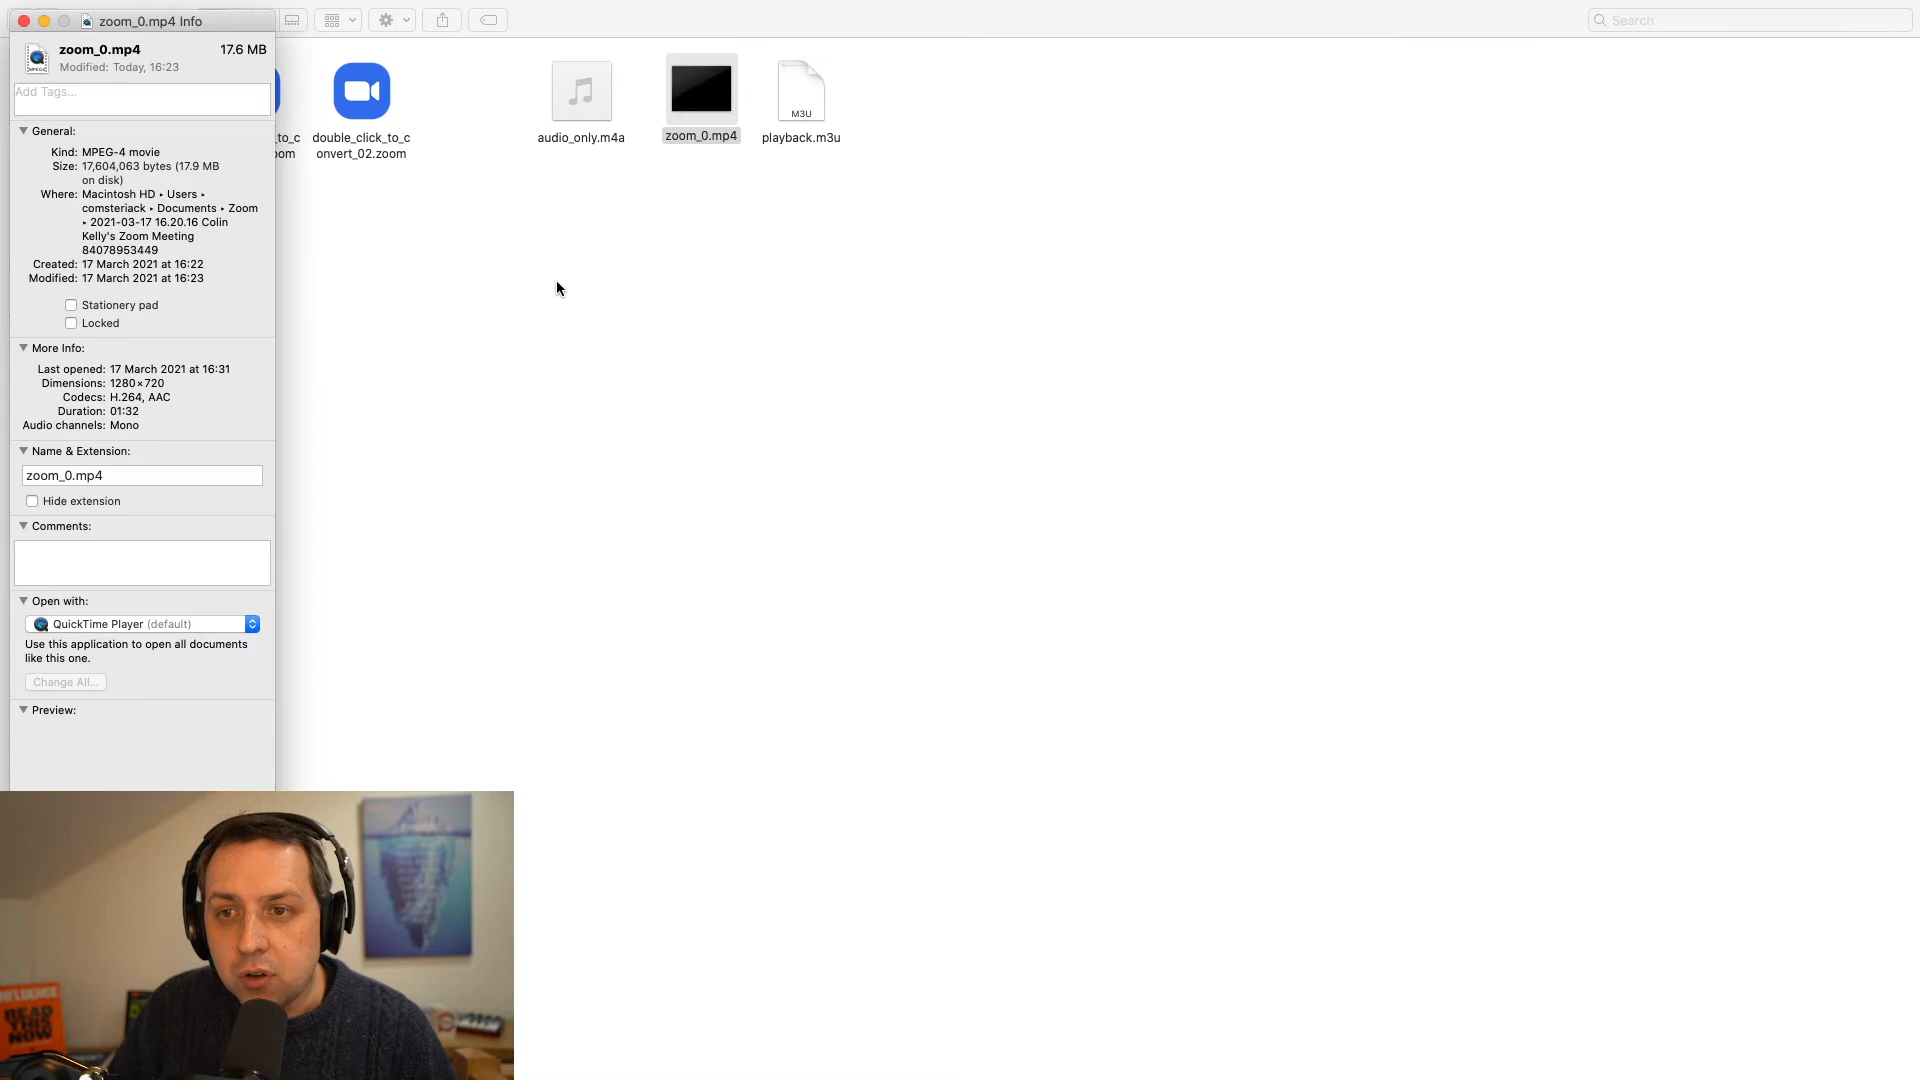 zoom_0.mp4 Info
Search
zoom_0.mp4 17.6 MB
Modified: Today, 16:23
Add Tags...
General:
Kind: MPEG-4 movie
Size: 17,604,063 bytes (17.9 MB
on disk)
Where: Macintosh HD ▸ Users ▸
comsteriack ▸ Documents ▸ Zoom
▸ 2021-03-17 16.20.16 Colin
Kelly's Zoom Meeting
84078953449
Created: 17 March 2021 at 16:22
Modified: 17 March 2021 at 16:23
Stationery pad
Locked
More Info:
Last opened: 17 March 2021 at 16:31
Dimensions: 1280×720
Codecs: H.264, AAC
Duration: 01:32
Audio channels: Mono
Name & Extension:
zoom_0.mp4
Hide extension
Comments:
Open with:
QuickTime Player (default)
Use this application to open all documents
like this one.
Change All...
Preview:
_to_c
oom
double_click_to_c
onvert_02.zoom
audio_only.m4a
zoom_0.mp4
M3U
playback.m3u
READ
THIS
NOW